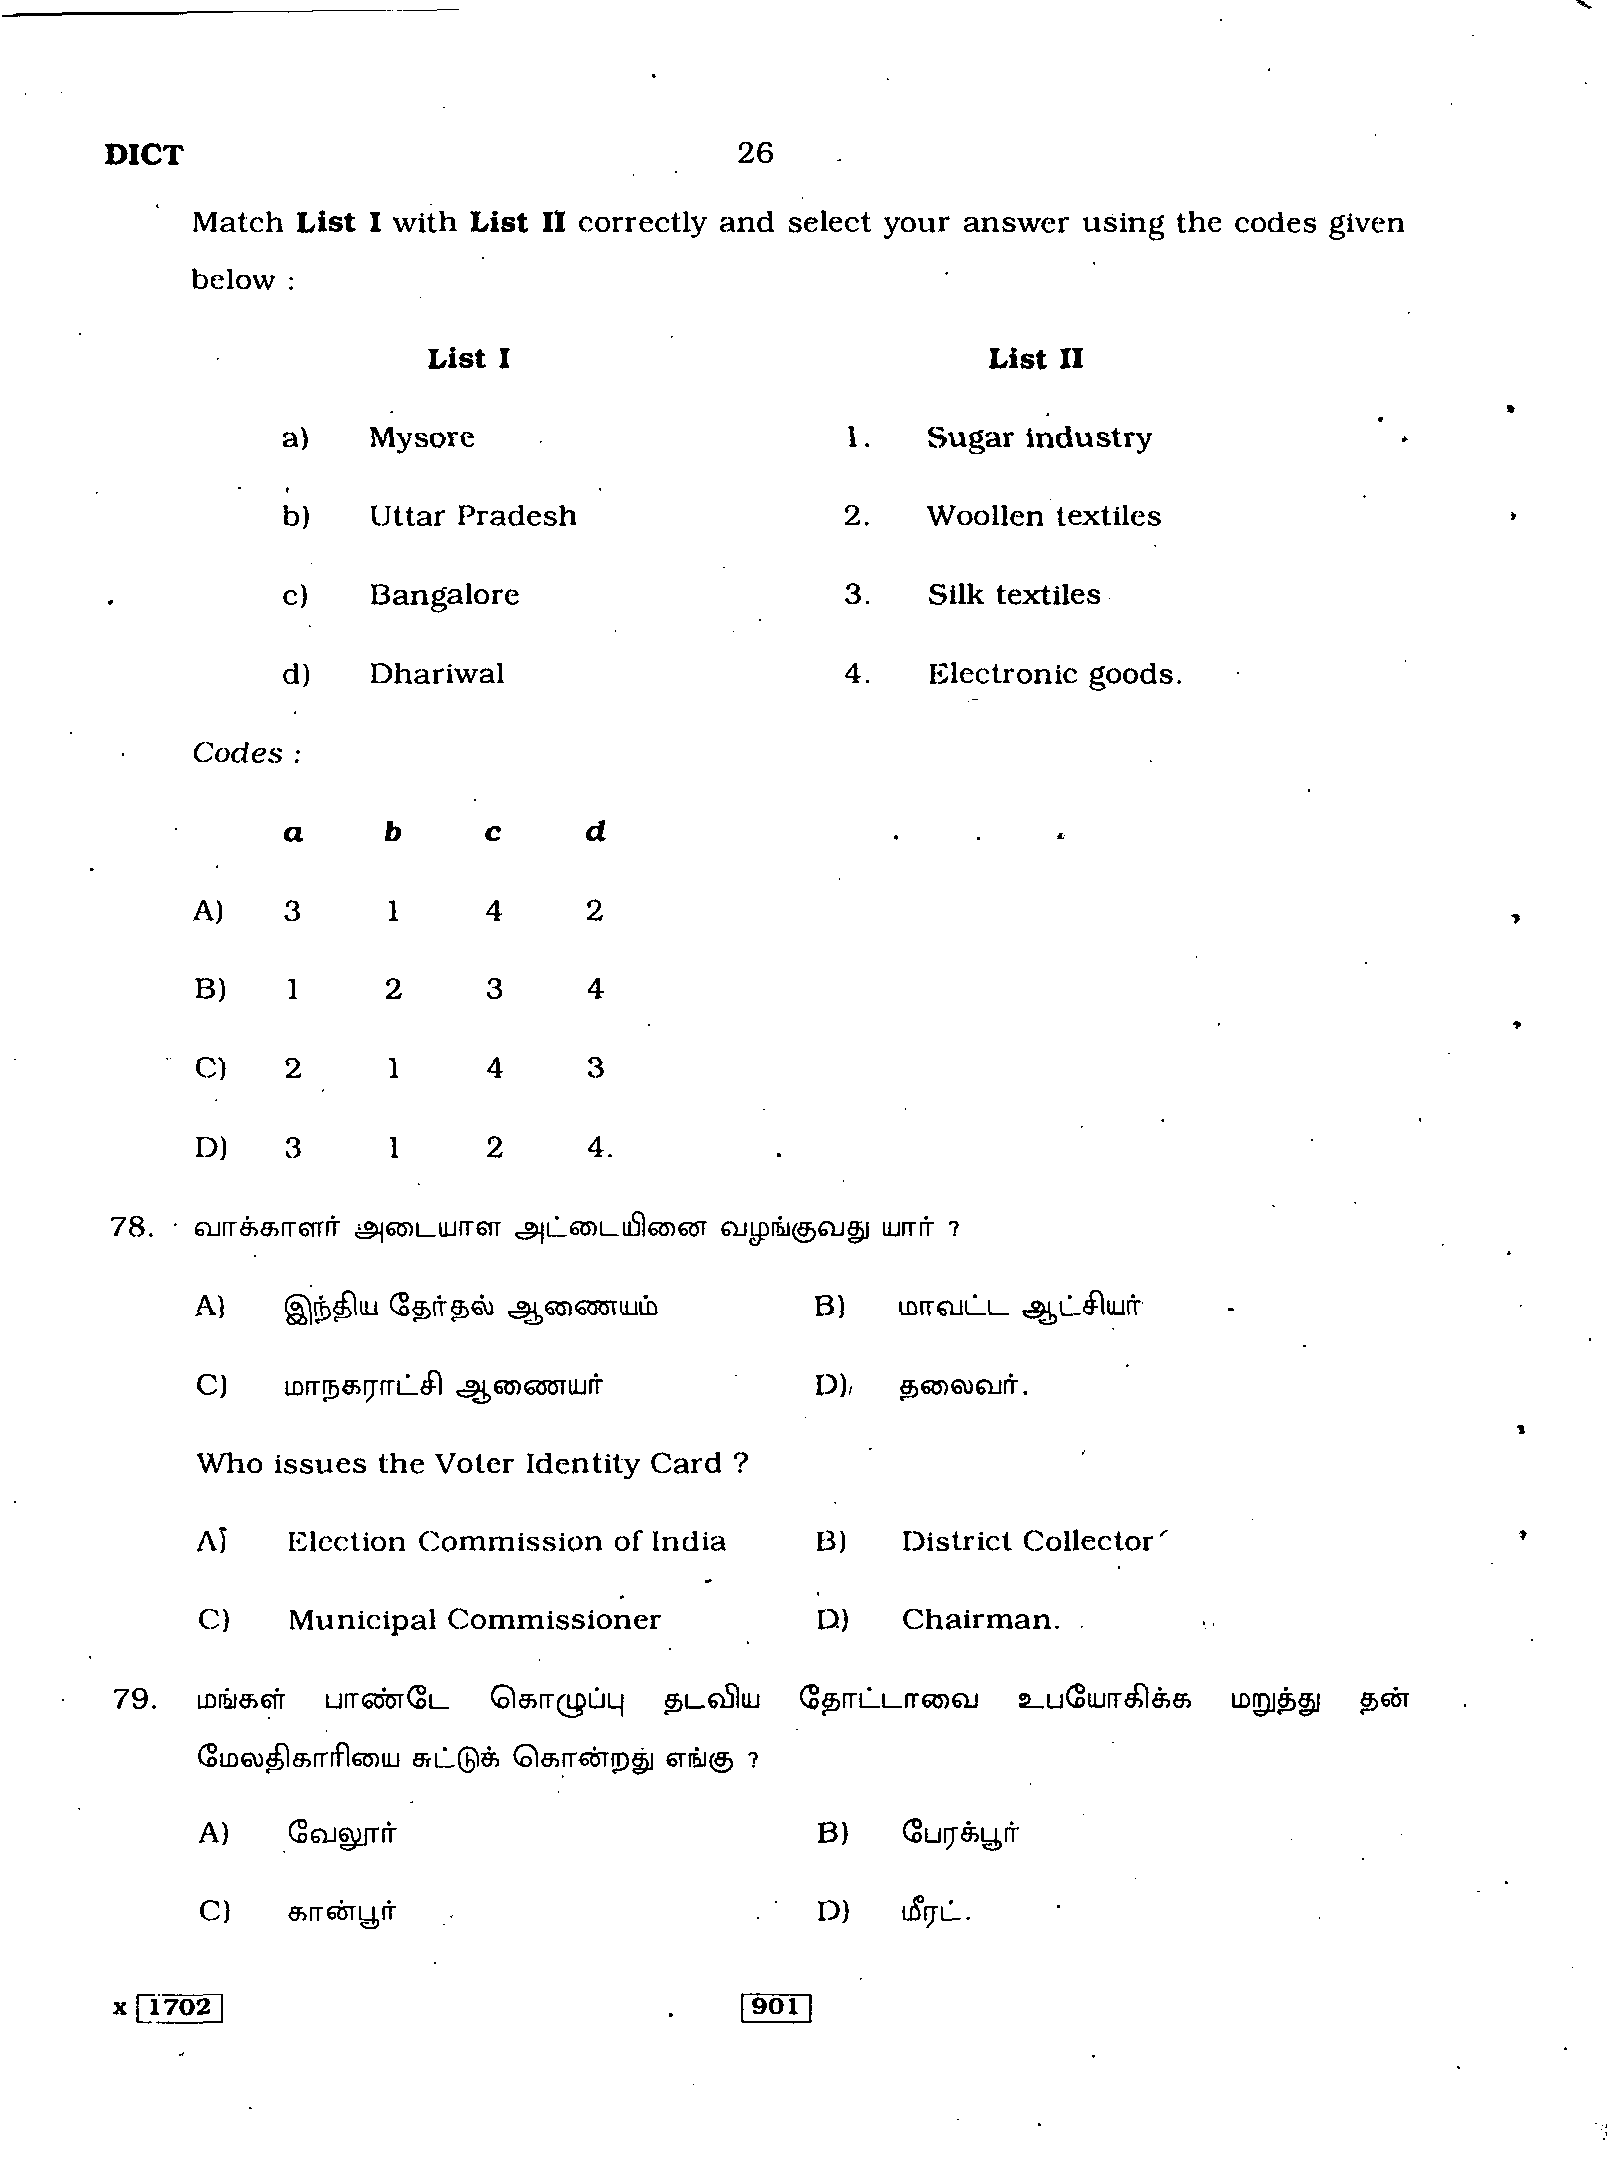 DICT 26
Match List I with List II correctly and select your answer using the codes given
below :
List I List II
a) Mysore 1. Sugar industry
b) Uttar Pradesh 2. Woollen textiles
c) Bangalore 3. Silk textiles
d) Dhariwal 4. Electronic goods.
Codes :
a b c d
A) 3 1 4 2
B) 1 2 3 4
C) 2 1 4 3
D) 3 1 2 4.
78. வாக்காளர் அடையாள அட்டையினை வழங்குவது யார் ?
A) இந்திய தேர்தல் ஆணையம் B) மாவட்ட ஆட்சியர்
C) மாநகராட்சி ஆணையர் D) தலைவர்.
Who issues the Voter Identity Card ?
A) Election Commission of India B) District Collector
C) Municipal Commissioner D) Chairman.
79. மங்கள் பாண்டே கொழுப்பு தடவிய தோட்டாவை உபயோகிக்க மறுத்து தன்
மேலதிகாரியை சுட்டுக் கொன்றது எங்கு ?
A) வேலூர் B) பேரக்பூர்
C) கான்பூர் D) மீரட்.
x 1702 901